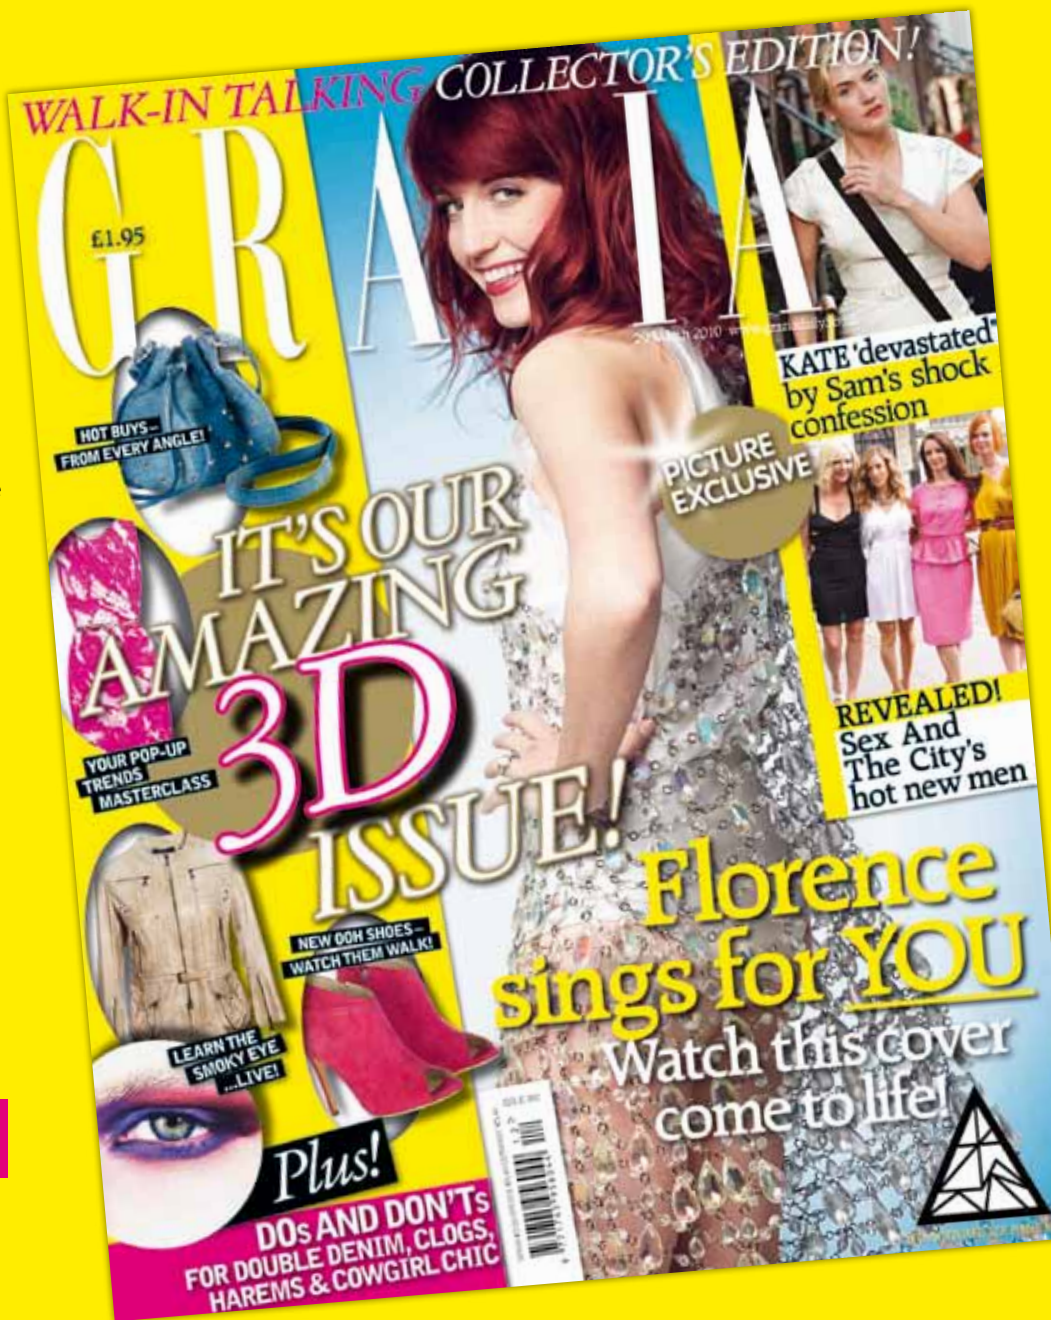 WALK-IN TALKING COLLECTOR'S EDITION!
GRAZIA
£1.95
March 2010
HOT BUYS–
FROM EVERY ANGLE!
KATE 'devastated'
by Sam's shock
confession
PICTURE
EXCLUSIVE
IT'S OUR
AMAZING
3D
ISSUE!
YOUR POP-UP
TRENDS
MASTERCLASS
REVEALED!
Sex And
The City's
hot new men
Florence
sings for YOU
Watch this cover
come to life!
NEW OOH SHOES–
WATCH THEM WALK!
LEARN THE
SMOKY EYE
...LIVE!
Plus!
DOs AND DON'Ts
FOR DOUBLE DENIM, CLOGS,
HAREMS & COWGIRL CHIC